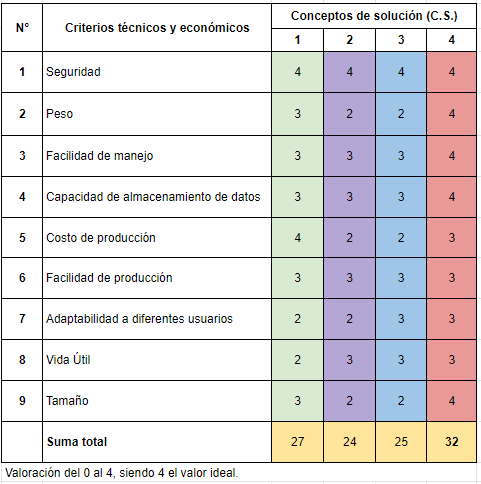 N° Criterios técnicos y económicos Conceptos de solución (C.S.)
1 2 3 4
1 Seguridad 4 4 4 4
2 Peso 3 2 2 4
3 Facilidad de manejo 3 3 3 4
4 Capacidad de almacenamiento de datos 3 3 3 4
5 Costo de producción 4 2 2 3
6 Facilidad de producción 3 3 3 3
7 Adaptabilidad a diferentes usuarios 2 2 3 3
8 Vida Útil 2 3 3 3
9 Tamaño 3 2 2 4
Suma total 27 24 25 32
Valoración del 0 al 4, siendo 4 el valor ideal.